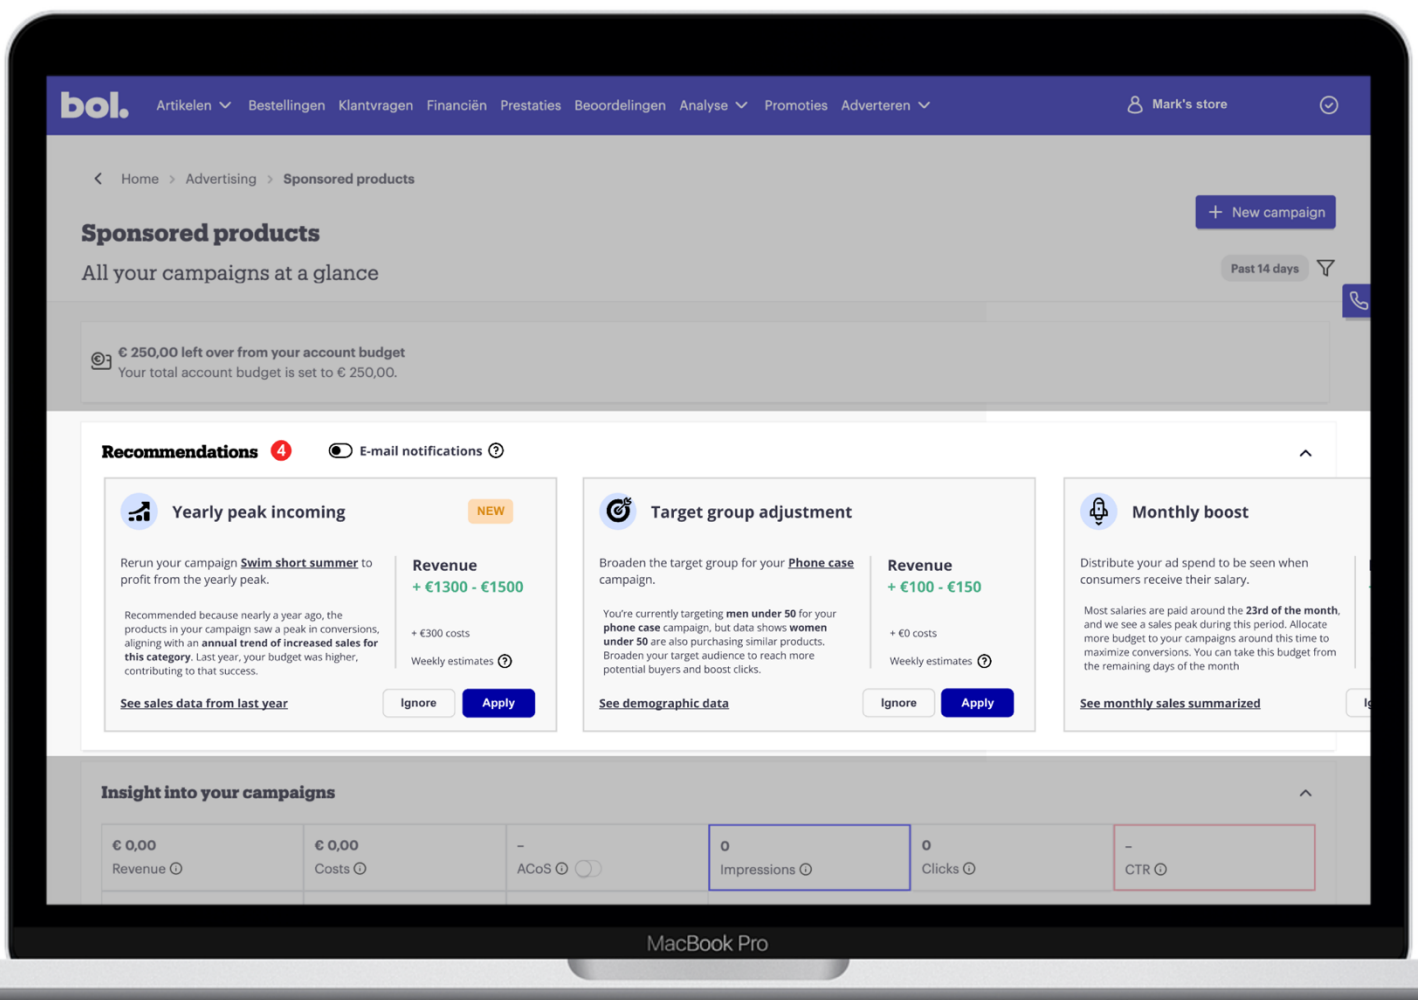 bol.
Artikelen Bestellingen Klantvragen Financiën Prestaties Beoordelingen Analyse Promoties Adverteren Mark's store
Home > Advertising > Sponsored products
+ New campaign
Sponsored products
All your campaigns at a glance
Past 14 days
€ 250,00 left over from your account budget
Your total account budget is set to € 250,00.
Recommendations 4 E-mail notifications ?
Yearly peak incoming
NEW
Rerun your campaign Swim short summer to
profit from the yearly peak.
Recommended because nearly a year ago, the
products in your campaign saw a peak in conversions,
aligning with an annual trend of increased sales for
this category. Last year, your budget was higher,
contributing to that success.
Revenue
+ €1300 - €1500
+ €300 costs
Weekly estimates ?
See sales data from last year
Ignore
Apply
Target group adjustment
Broaden the target group for your Phone case
campaign.
You're currently targeting men under 50 for your
phone case campaign, but data shows women
under 50 are also purchasing similar products.
Broaden your target audience to reach more
potential buyers and boost clicks.
Revenue
+ €100 - €150
+ €0 costs
Weekly estimates ?
See demographic data
Ignore
Apply
Monthly boost
Distribute your ad spend to be seen when
consumers receive their salary.
Most salaries are paid around the 23rd of the month,
and we see a sales peak during this period. Allocate
more budget to your campaigns around this time to
maximize conversions. You can take this budget from
the remaining days of the month
See monthly sales summarized
Insight into your campaigns
€ 0,00
Revenue
€ 0,00
Costs
–
ACoS
0
Impressions
0
Clicks
–
CTR
MacBook Pro